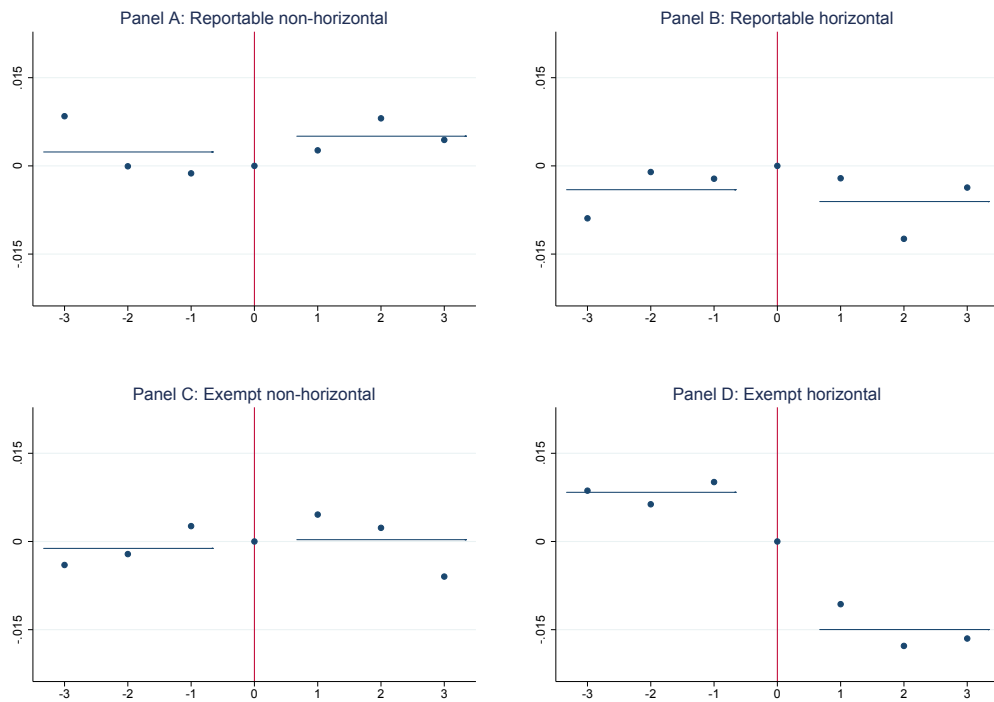 Panel A: Reportable non-horizontal
.015
0
-.015
-3 -2 -1 0 1 2 3
Panel B: Reportable horizontal
.015
0
-.015
-3 -2 -1 0 1 2 3
Panel C: Exempt non-horizontal
.015
0
-.015
-3 -2 -1 0 1 2 3
Panel D: Exempt horizontal
.015
0
-.015
-3 -2 -1 0 1 2 3